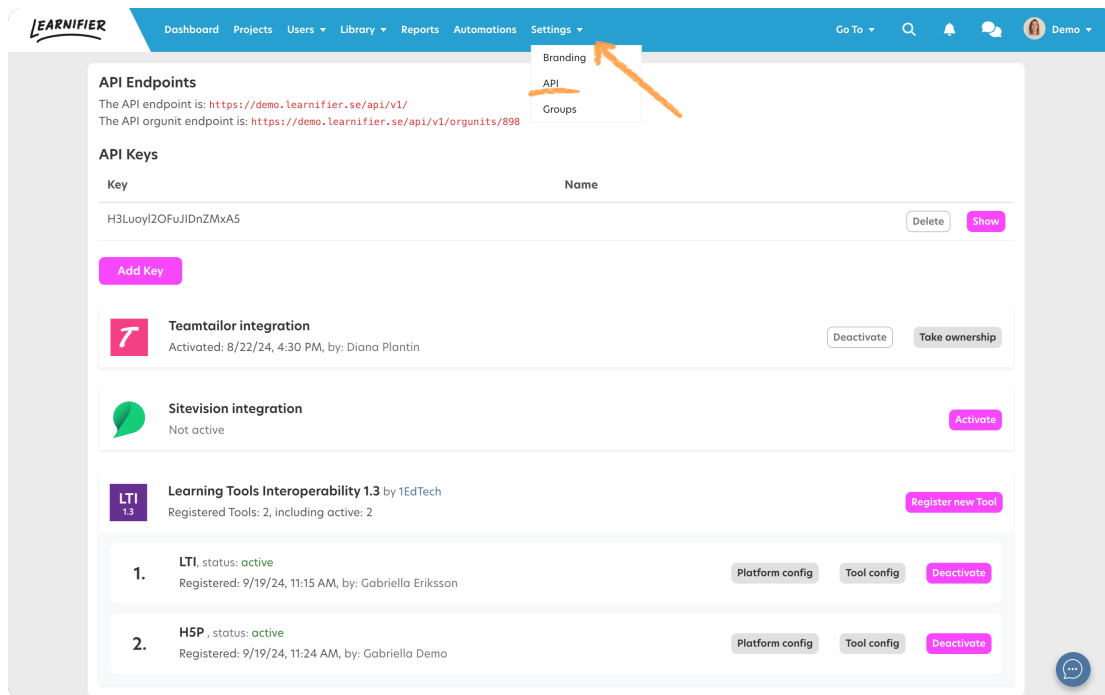 LEARNIFIER
Dashboard Projects Users Library Reports Automations Settings Go To Demo
Branding
API
Groups
API Endpoints
The API endpoint is: https://demo.learnifier.se/api/v1/
The API orgunit endpoint is: https://demo.learnifier.se/api/v1/orgunits/898
API Keys
Key Name
H3Luoyl2OFuJIDnZMxA5 Delete Show
Add Key
Teamtailor integration
Activated: 8/22/24, 4:30 PM, by: Diana Plantin
Deactivate Take ownership
Sitevision integration
Not active
Activate
LTI
1.3
Learning Tools Interoperability 1.3 by 1EdTech
Registered Tools: 2, including active: 2
Register new Tool
1.
LTI, status: active
Registered: 9/19/24, 11:15 AM, by: Gabriella Eriksson
Platform config Tool config Deactivate
2.
H5P , status: active
Registered: 9/19/24, 11:24 AM, by: Gabriella Demo
Platform config Tool config Deactivate